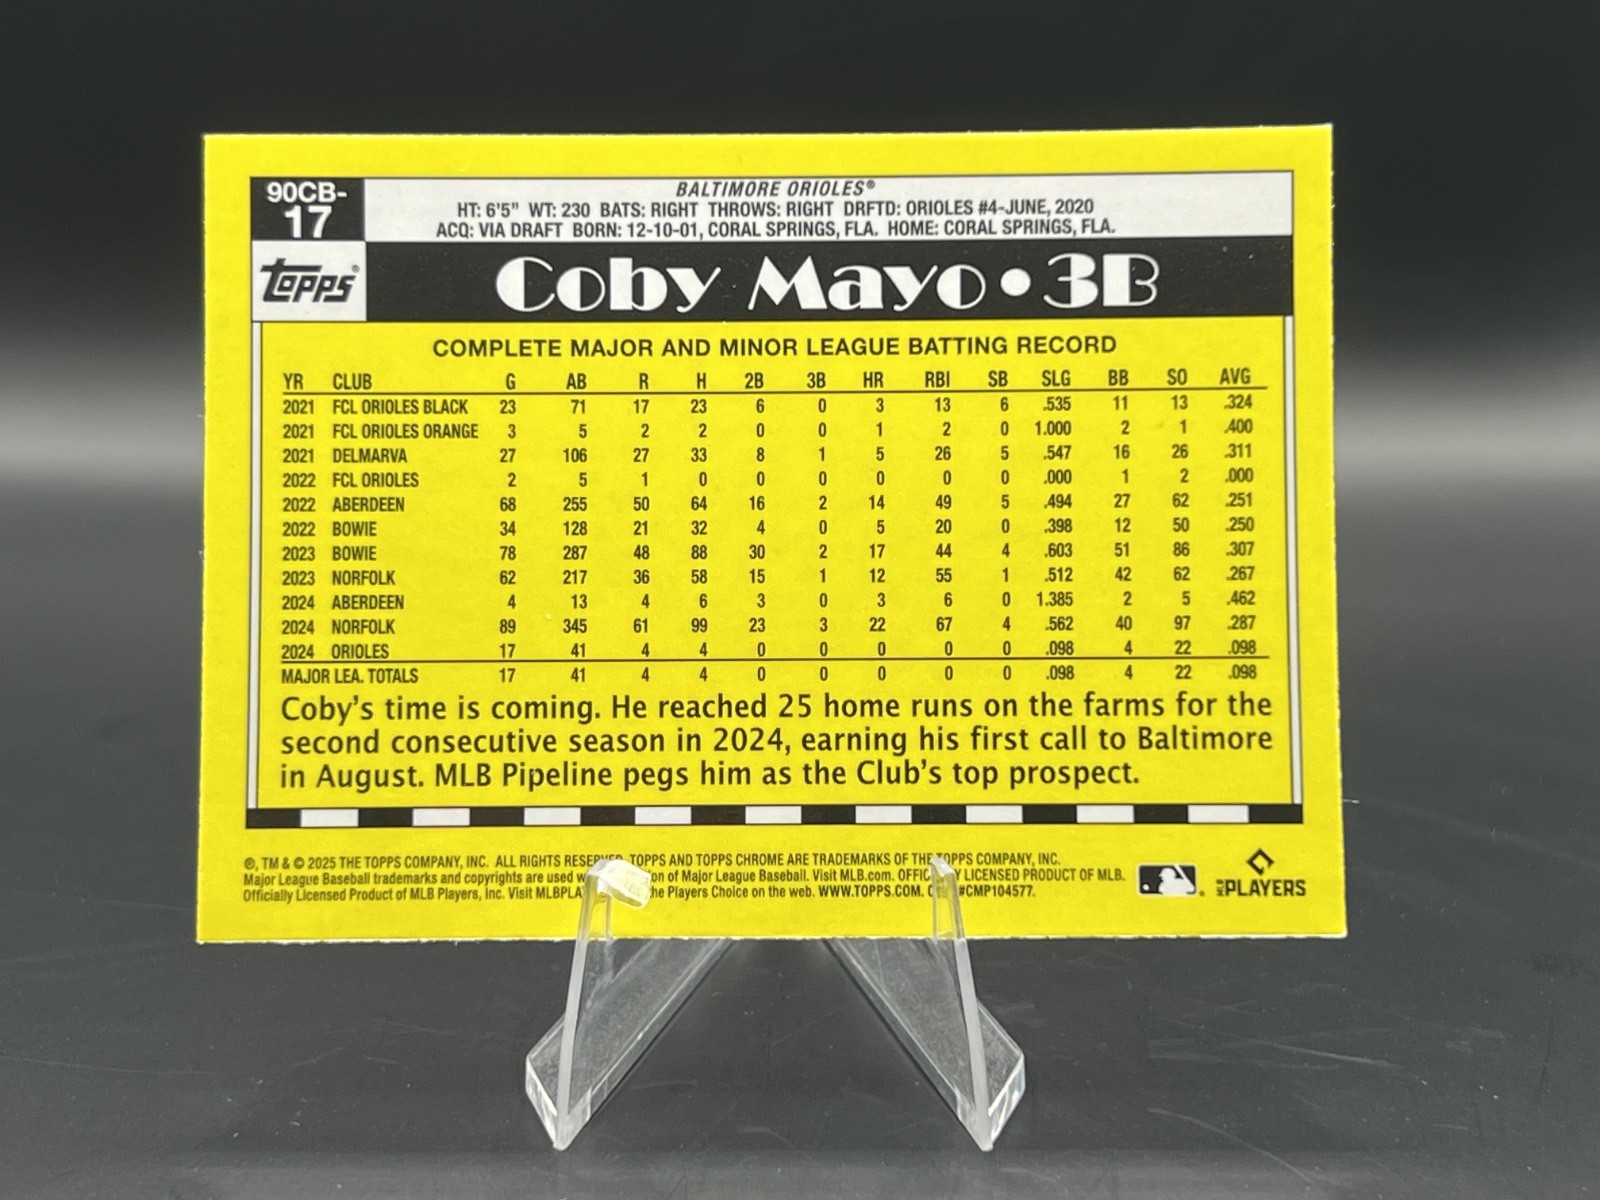 90CB-
17
BALTIMORE ORIOLES®
HT: 6'5" WT: 230 BATS: RIGHT THROWS: RIGHT DRFTD: ORIOLES #4-JUNE, 2020
ACQ: VIA DRAFT BORN: 12-10-01, CORAL SPRINGS, FLA. HOME: CORAL SPRINGS, FLA.
topps®
Coby Mayo • 3B
COMPLETE MAJOR AND MINOR LEAGUE BATTING RECORD
YR CLUB G AB R H 2B 3B HR RBI SB SLG BB SO AVG
2021 FCL ORIOLES BLACK 23 71 17 23 6 0 3 13 6 .535 11 13 .324
2021 FCL ORIOLES ORANGE 3 5 2 2 0 0 1 2 0 1.000 2 1 .400
2021 DELMARVA 27 106 27 33 8 1 5 26 5 .547 16 26 .311
2022 FCL ORIOLES 2 5 1 0 0 0 0 0 0 .000 1 2 .000
2022 ABERDEEN 68 255 50 64 16 2 14 49 5 .494 27 62 .251
2022 BOWIE 34 128 21 32 4 0 5 20 0 .398 12 50 .250
2023 BOWIE 78 287 48 88 30 2 17 44 4 .603 51 86 .307
2023 NORFOLK 62 217 36 58 15 1 12 55 1 .512 42 62 .267
2024 ABERDEEN 4 13 4 6 3 0 3 6 0 1.385 2 5 .462
2024 NORFOLK 89 345 61 99 23 3 22 67 4 .562 40 97 .287
2024 ORIOLES 17 41 4 4 0 0 0 0 0 .098 4 22 .098
MAJOR LEA. TOTALS 17 41 4 4 0 0 0 0 0 .098 4 22 .098
Coby's time is coming. He reached 25 home runs on the farms for the
second consecutive season in 2024, earning his first call to Baltimore
in August. MLB Pipeline pegs him as the Club's top prospect.
®, TM & © 2025 THE TOPPS COMPANY, INC. ALL RIGHTS RESERVED. TOPPS AND TOPPS CHROME ARE TRADEMARKS OF THE TOPPS COMPANY, INC.
Major League Baseball trademarks and copyrights are used of Major League Baseball. Visit MLB.com. OFFICIALLY LICENSED PRODUCT OF MLB.
Officially Licensed Product of MLB Players, Inc. Visit the Players Choice on the web. WWW.TOPPS.COM. #CMP104577.
MLB PLAYERS